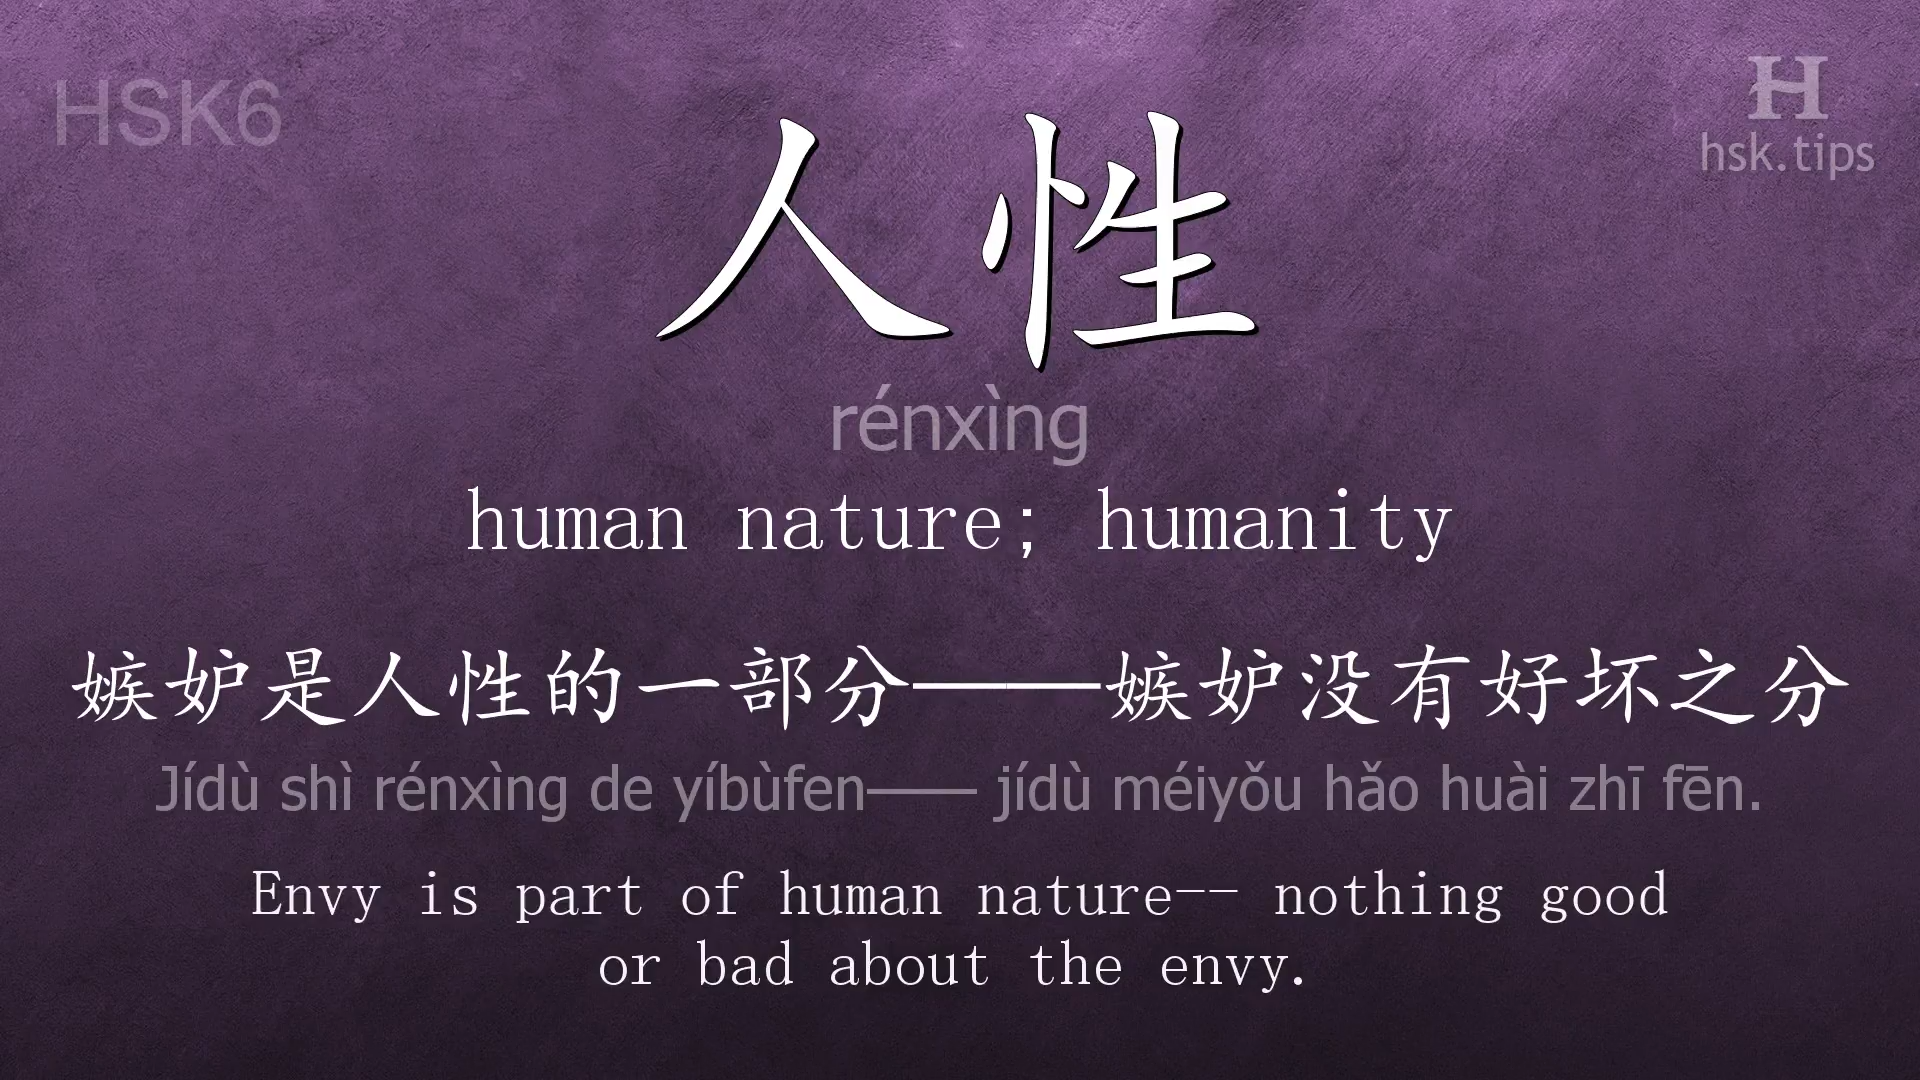 HSK6
H
hsk.tips
人性
rénxìng
human nature; humanity
嫉妒是人性的一部分——嫉妒没有好坏之分
Jídù shì rénxìng de yíbùfen—— jídù méiyǒu hǎo huài zhī fēn.
Envy is part of human nature-- nothing good
or bad about the envy.